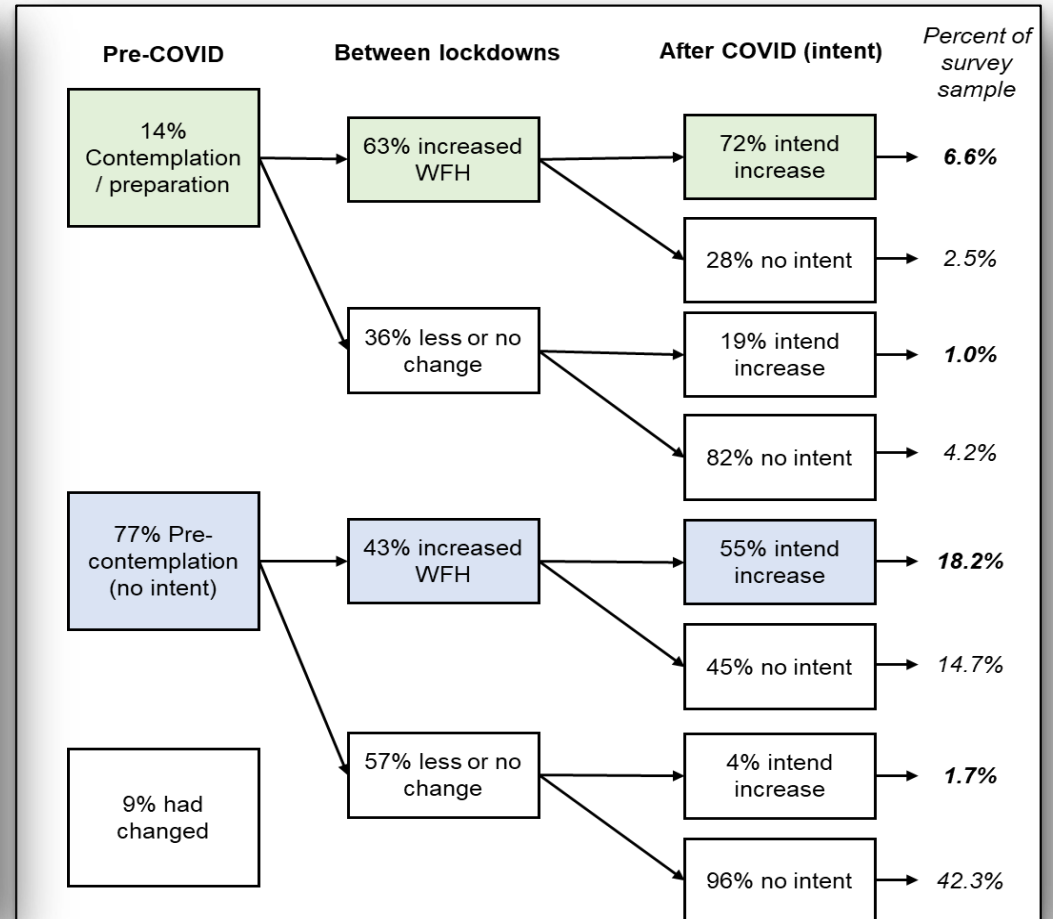 Pre-COVID
Between lockdowns
After COVID (intent)
Percent of
survey
sample
14%
Contemplation
/ preparation
63% increased
WFH
72% intend
increase
6.6%
28% no intent
2.5%
36% less or no
change
19% intend
increase
1.0%
82% no intent
4.2%
77% Pre-
contemplation
(no intent)
43% increased
WFH
55% intend
increase
18.2%
45% no intent
14.7%
9% had
changed
57% less or no
change
4% intend
increase
1.7%
96% no intent
42.3%